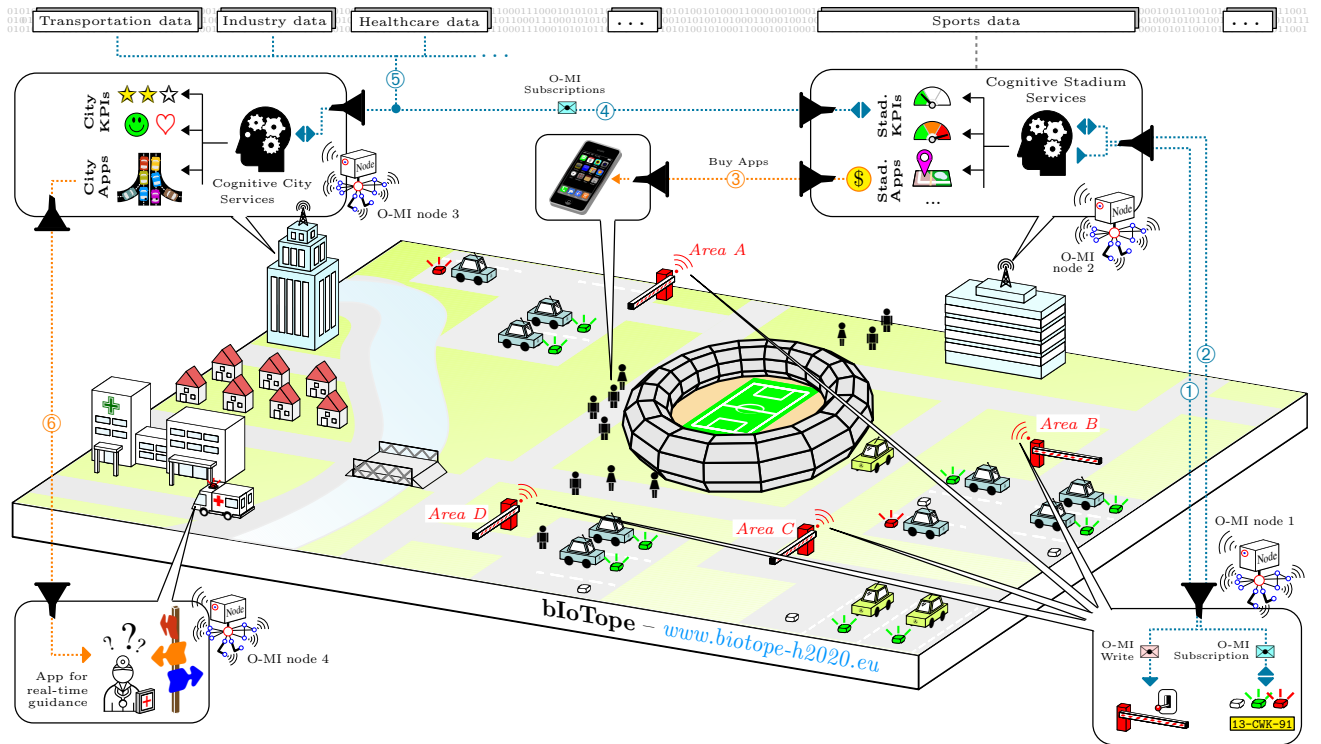 Transportation data
Industry data
Healthcare data
...
Sports data
...
5
...
City KPIs
City Apps
Cognitive City
Services
Node
O-MI node 3
O-MI
Subscriptions
4
Buy Apps
3
Stad. KPIs
Stad. Apps
$
...
Cognitive Stadium
Services
Node
O-MI
node 2
Area A
Area B
Area C
Area D
1
2
6
O-MI node 1
Node
O-MI
Write
O-MI
Subscription
13-CWK-91
bIoTope – www.biotope-h2020.eu
Node
O-MI node 4
? ? ?
App for
real-time
guidance